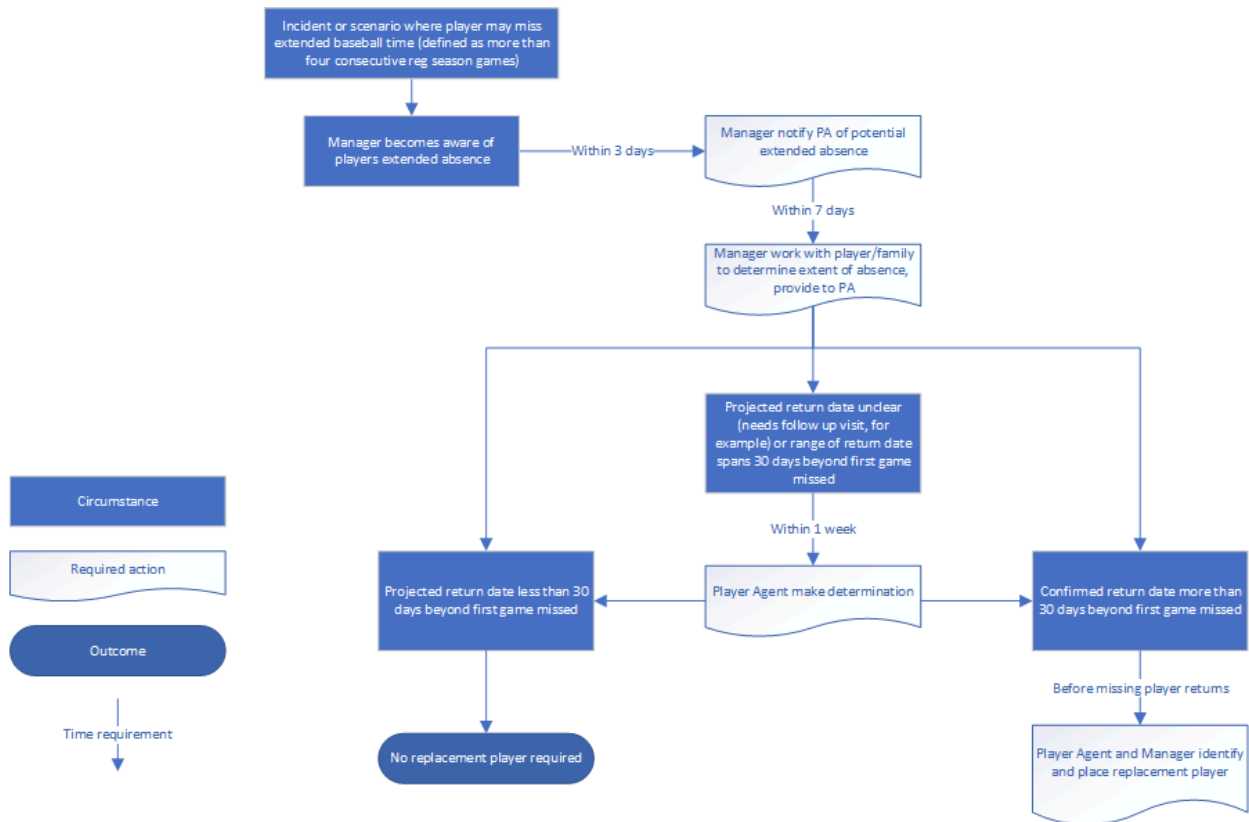 Incident or scenario where player may miss
extended baseball time (defined as more than
four consecutive reg season games)
Manager becomes aware of
players extended absence
Within 3 days
Manager notify PA of potential
extended absence
Within 7 days
Manager work with player/family
to determine extent of absence,
provide to PA
Projected return date unclear
(needs follow up visit, for
example) or range of return date
spans 30 days beyond first game
missed
Within 1 week
Projected return date less than 30
days beyond first game missed
Player Agent make determination
Confirmed return date more than
30 days beyond first game missed
Before missing player returns
No replacement player required
Player Agent and Manager identify
and place replacement player
Circumstance
Required action
Outcome
Time requirement